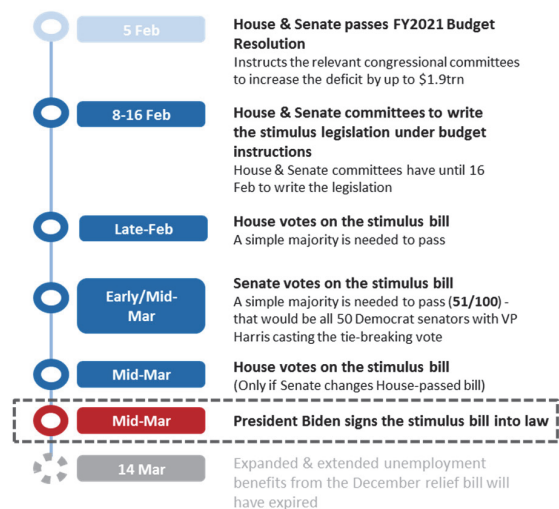 5 Feb
House & Senate passes FY2021 Budget
Resolution
Instructs the relevant congressional committees
to increase the deficit by up to $1.9trn
8-16 Feb
House & Senate committees to write
the stimulus legislation under budget
instructions
House & Senate committees have until 16
Feb to write the legislation
Late-Feb
House votes on the stimulus bill
A simple majority is needed to pass
Early/Mid-
Mar
Senate votes on the stimulus bill
A simple majority is needed to pass (51/100) -
that would be all 50 Democrat senators with VP
Harris casting the tie-breaking vote
Mid-Mar
House votes on the stimulus bill
(Only if Senate changes House-passed bill)
Mid-Mar
President Biden signs the stimulus bill into law
14 Mar
Expanded & extended unemployment
benefits from the December relief bill will
have expired